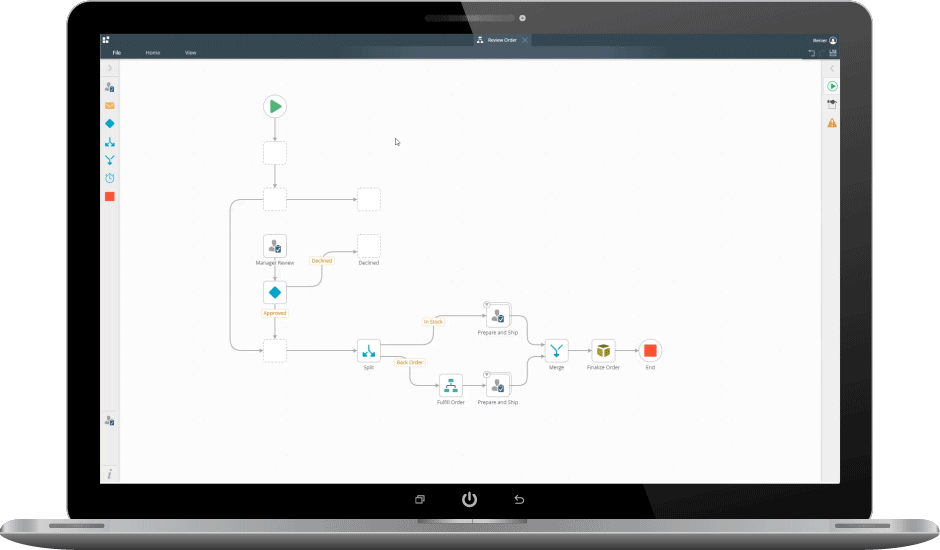 Review Order
Reiner
File
Home
View
Manager Review
Declined
Declined
Approved
In Stock
Prepare and Ship
Back Order
Split
Merge
Finalize Order
End
Fulfill Order
Prepare and Ship